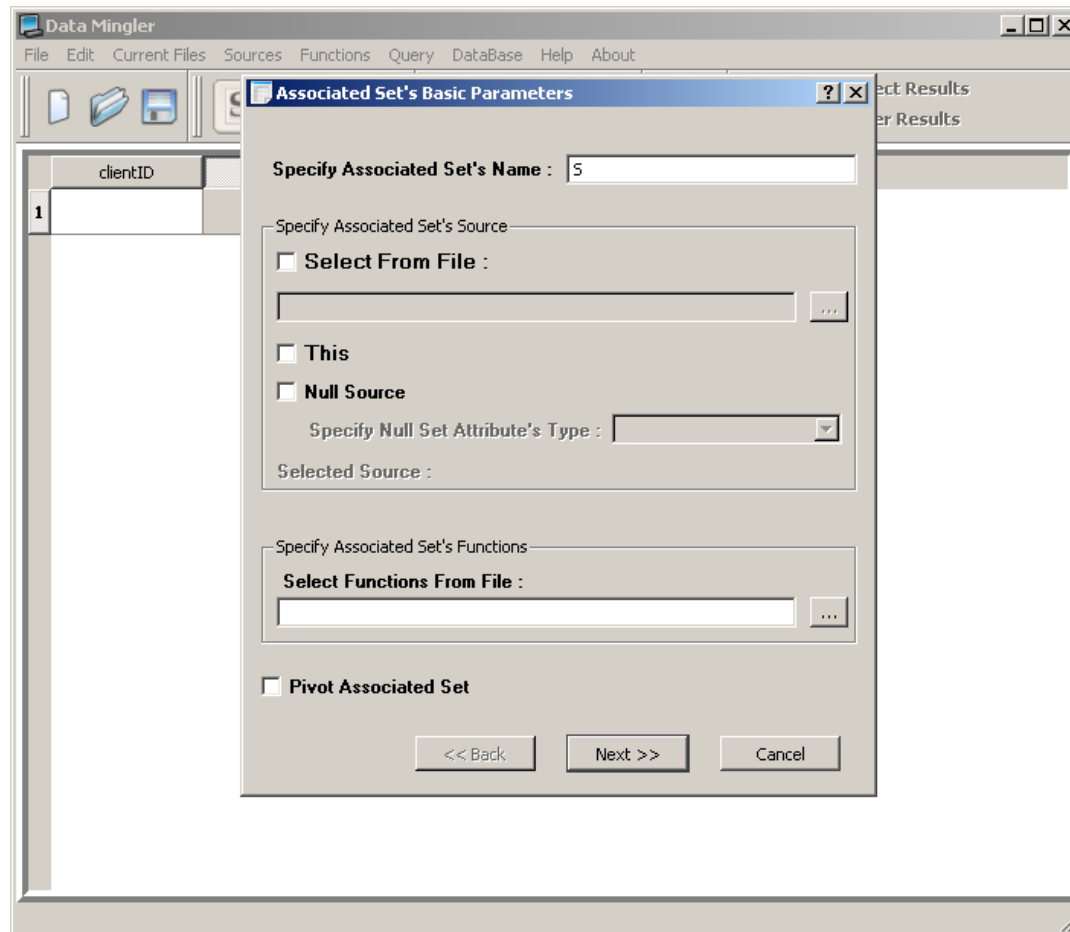 Data Mingler
File Edit Current Files Sources Functions Query DataBase Help About
Associated Set's Basic Parameters
Results
Results
clientID
1
Specify Associated Set's Name : S
Specify Associated Set's Source
Select From File :
...
This
Null Source
Specify Null Set Attribute's Type :
Selected Source :
Specify Associated Set's Functions
Select Functions From File :
...
Pivot Associated Set
<< Back Next >> Cancel